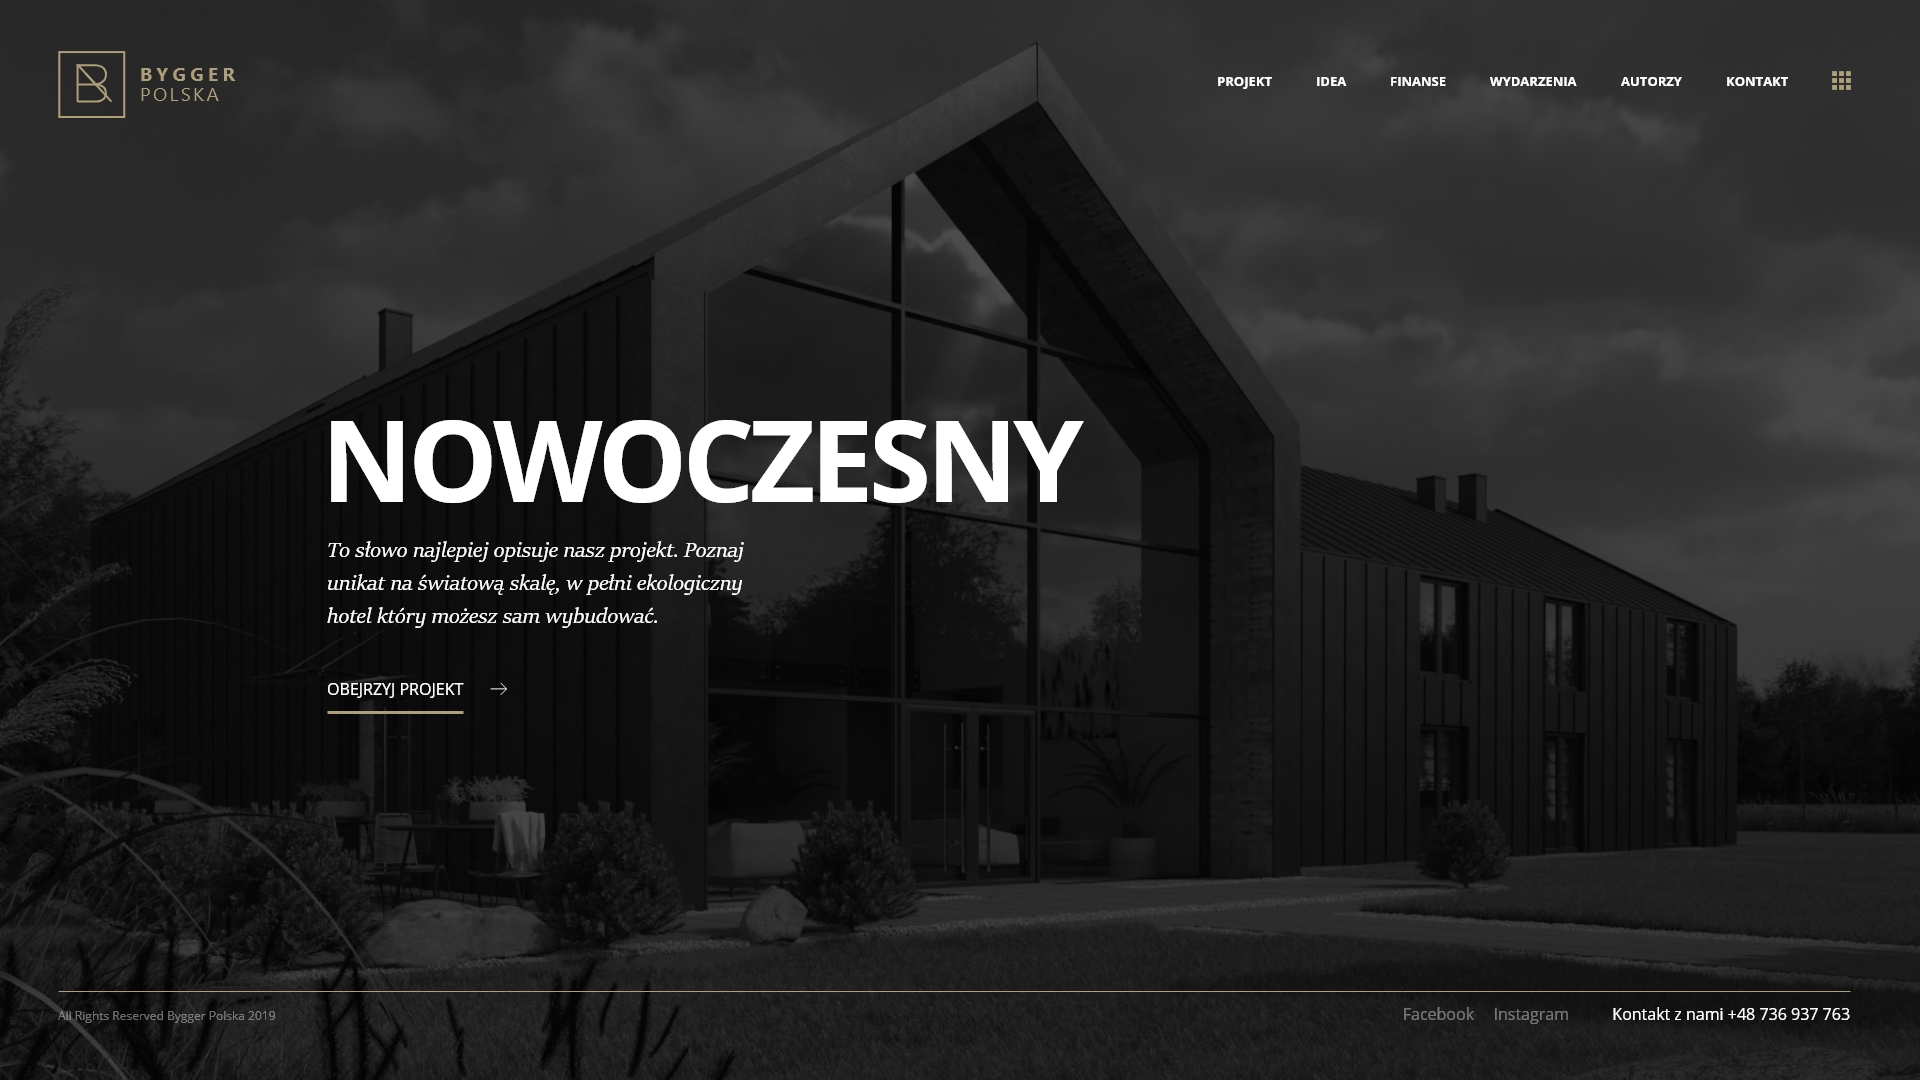 BYGGER
POLSKA
PROJEKT IDEA FINANSE WYDARZENIA AUTORZY KONTAKT
NOWOCZESNY
To słowo najlepiej opisuje nasz projekt. Poznaj
unikat na światową skalę, w pełni ekologiczny
hotel który możesz sam wybudować.
OBEJRZYJ PROJEKT
All Rights Reserved Bygger Polska 2019
Facebook Instagram Kontakt z nami +48 736 937 763